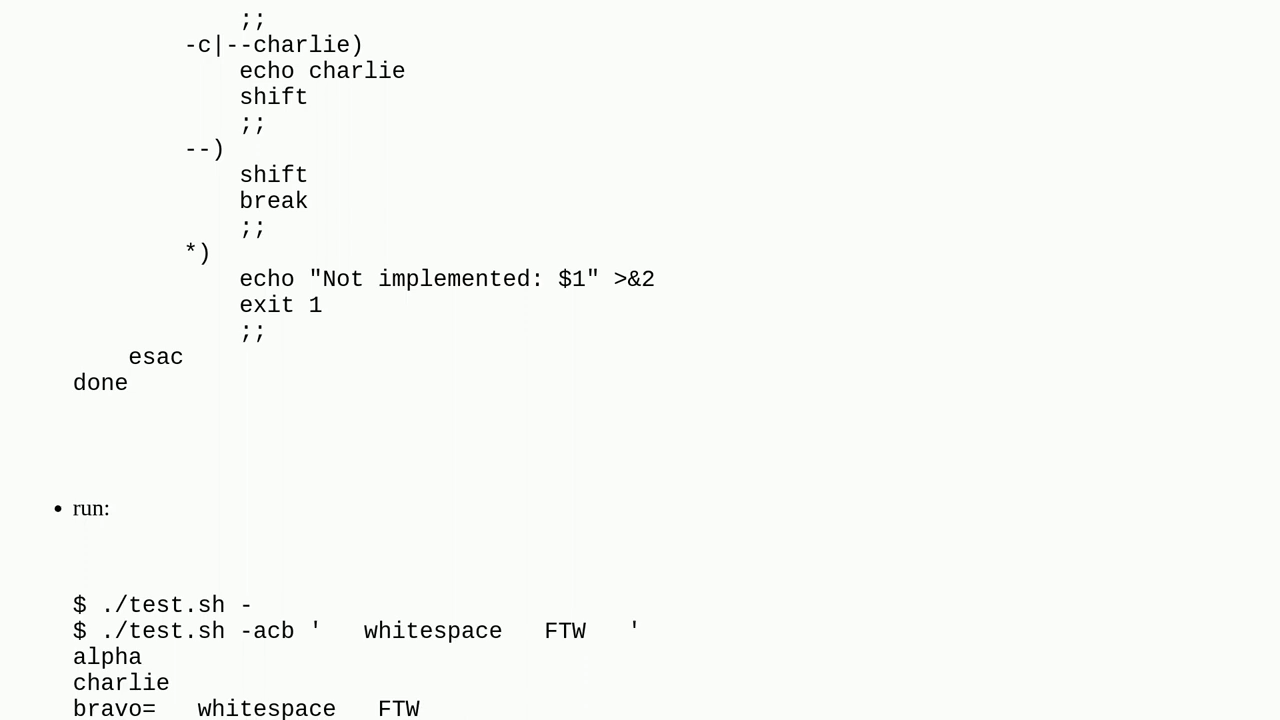 ;;
        -c|--charlie)
            echo charlie
            shift
            ;;
        --)
            shift
            break
            ;;
        *)
            echo "Not implemented: $1" >&2
            exit 1
            ;;
    esac
done
• run:
$ ./test.sh -
$ ./test.sh -acb '   whitespace   FTW   '
alpha
charlie
bravo=   whitespace   FTW